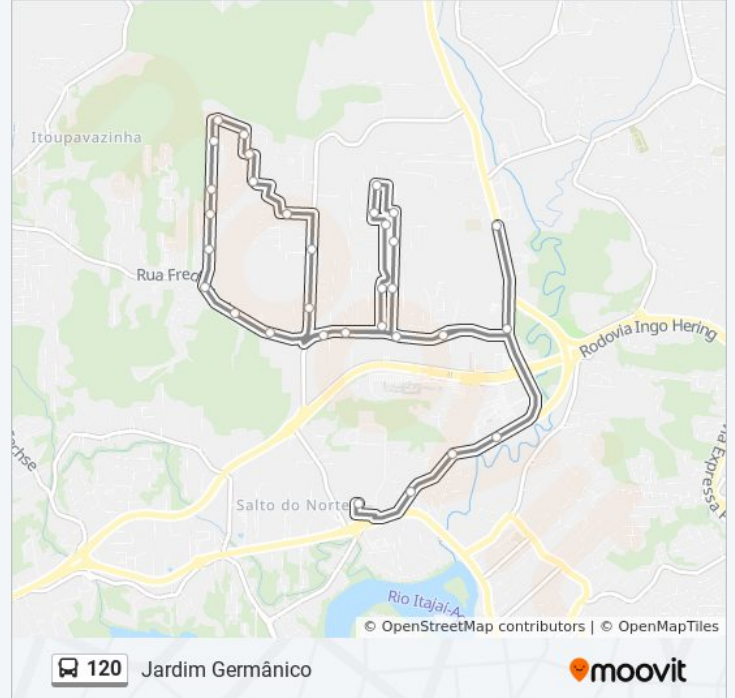 Itoupavazinha
Rua Fre
Rodovia Ingo Hering
Salto do Norte
Rio Itajaí-A
© OpenStreetMap contributors | © OpenMapTiles
120 Jardim Germânico
moovit